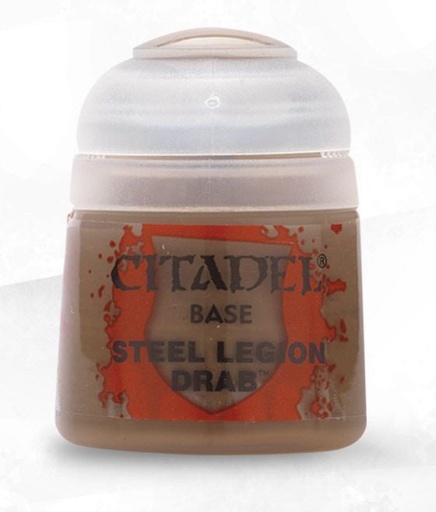 CITADEL®
BASE
STEEL LEGION
DRAB™